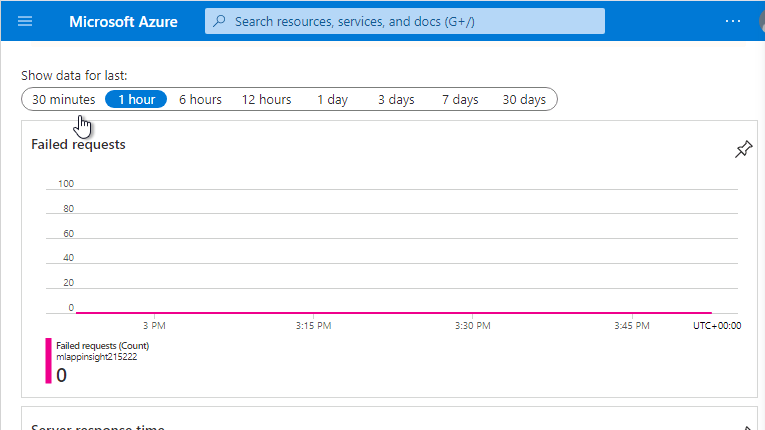 Microsoft Azure
Search resources, services, and docs (G+/)
Show data for last:
30 minutes 1 hour 6 hours 12 hours 1 day 3 days 7 days 30 days
Failed requests
100
80
60
40
20
0
3 PM 3:15 PM 3:30 PM 3:45 PM UTC+00:00
Failed requests (Count)
mlappinsight215222
0
Server response time